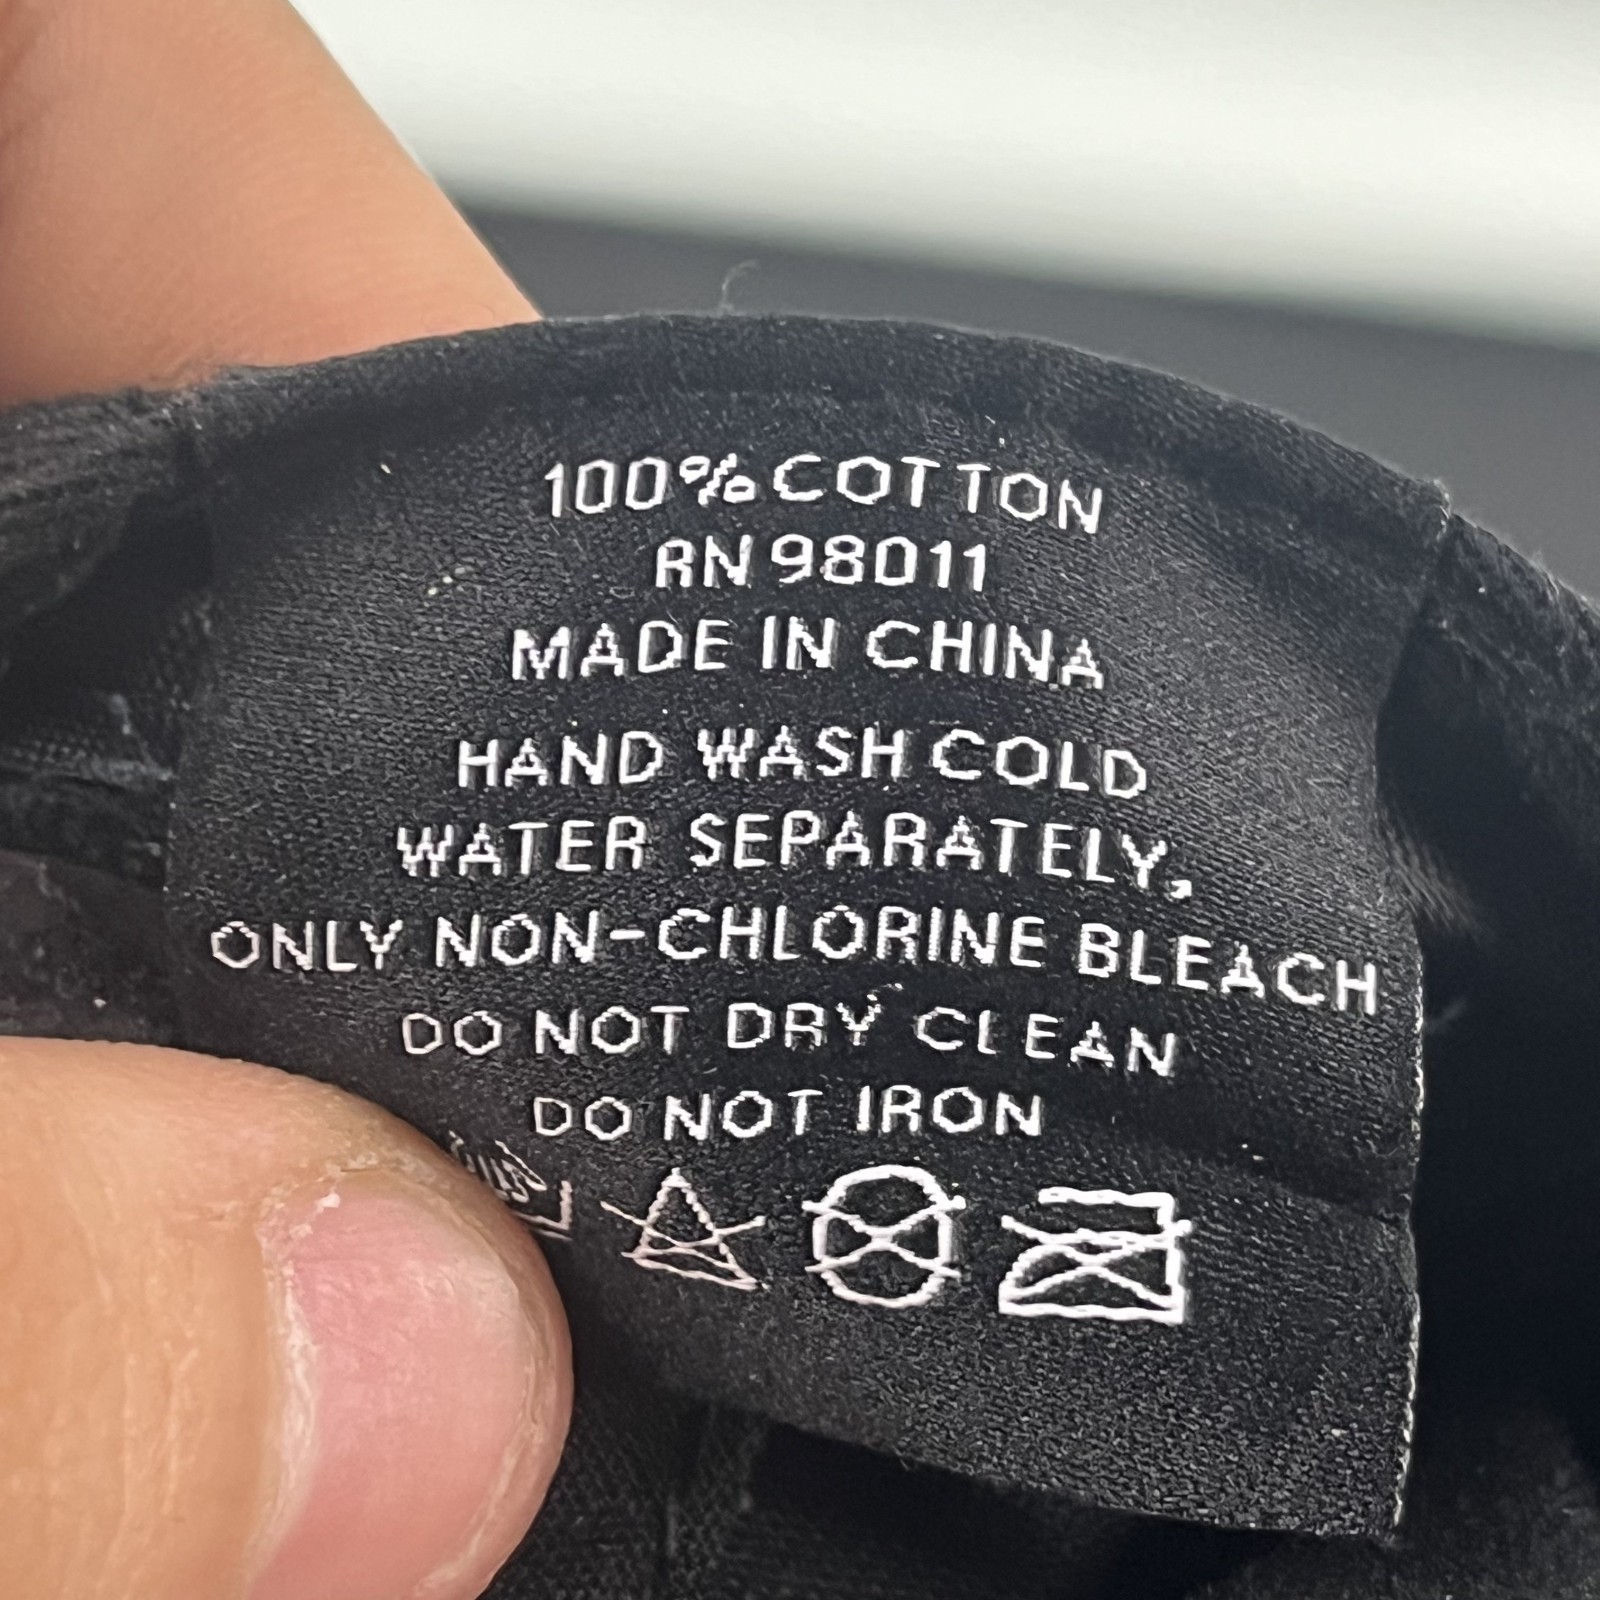 100% COTTON
RN 98011
MADE IN CHINA
HAND WASH COLD
WATER SEPARATELY,
ONLY NON-CHLORINE BLEACH
DO NOT DRY CLEAN
DO NOT IRON